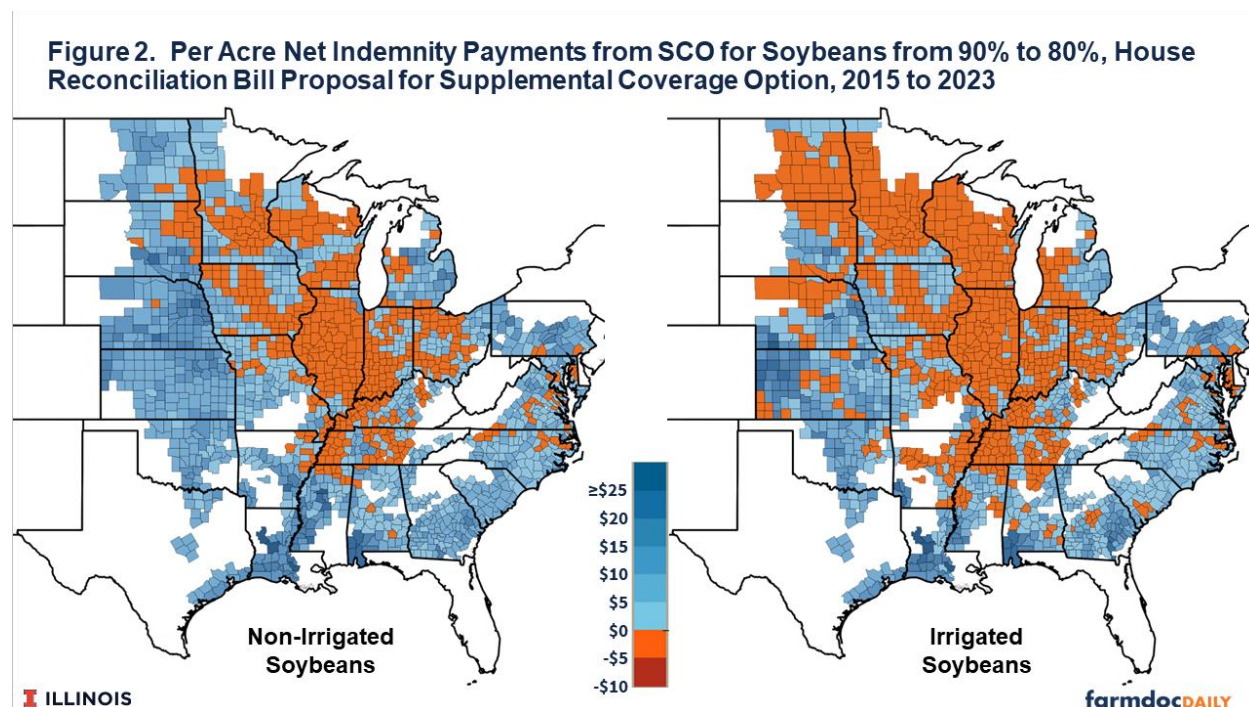 Figure 2. Per Acre Net Indemnity Payments from SCO for Soybeans from 90% to 80%, House
Reconciliation Bill Proposal for Supplemental Coverage Option, 2015 to 2023
≥$25
$20
$15
$10
$5
$0
-$5
-$10
Non-Irrigated
Soybeans
Irrigated
Soybeans
I ILLINOIS
farmdocDAILY